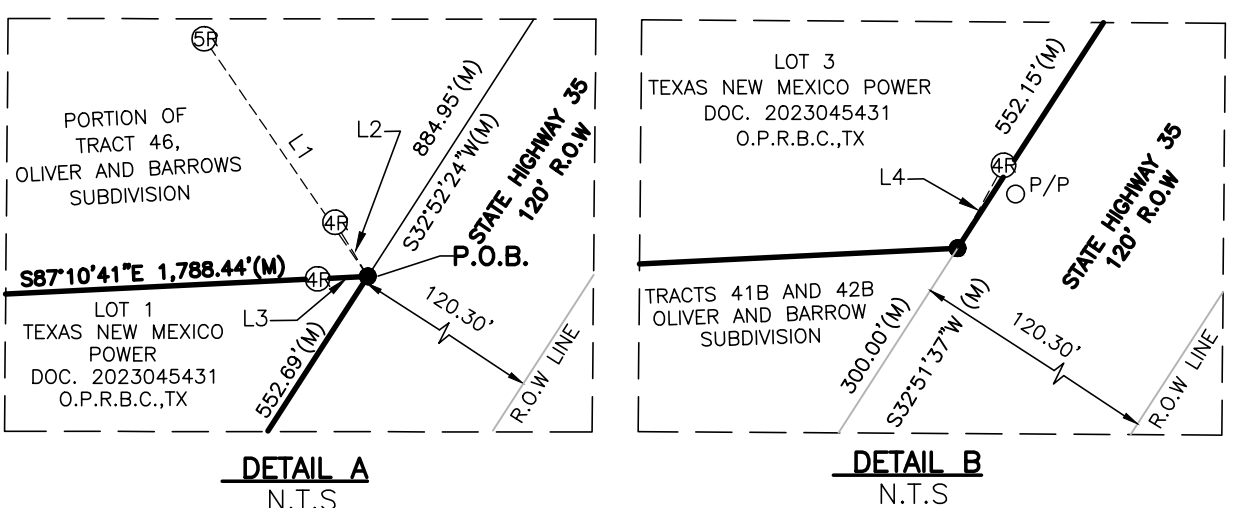 5R
PORTION OF
TRACT 46,
OLIVER AND BARROWS
SUBDIVISION
L1
L2
4R
884.95'(M)
S32°52'24"W(M)
STATE HIGHWAY 35
120' R.O.W
P.O.B.
S87°10'41"E 1,788.44'(M)
4R
LOT 1
TEXAS NEW MEXICO
POWER
DOC. 2023045431
O.P.R.B.C.,TX
L3
552.69'(M)
120.30'
R.O.W LINE
DETAIL A
N.T.S
LOT 3
TEXAS NEW MEXICO POWER
DOC. 2023045431
O.P.R.B.C.,TX
552.15'(M)
L4
4R
P/P
STATE HIGHWAY 35
120' R.O.W
TRACTS 41B AND 42B
OLIVER AND BARROW
SUBDIVISION
300.00'(M)
S32°51'37"W (M)
120.30'
R.O.W LINE
DETAIL B
N.T.S